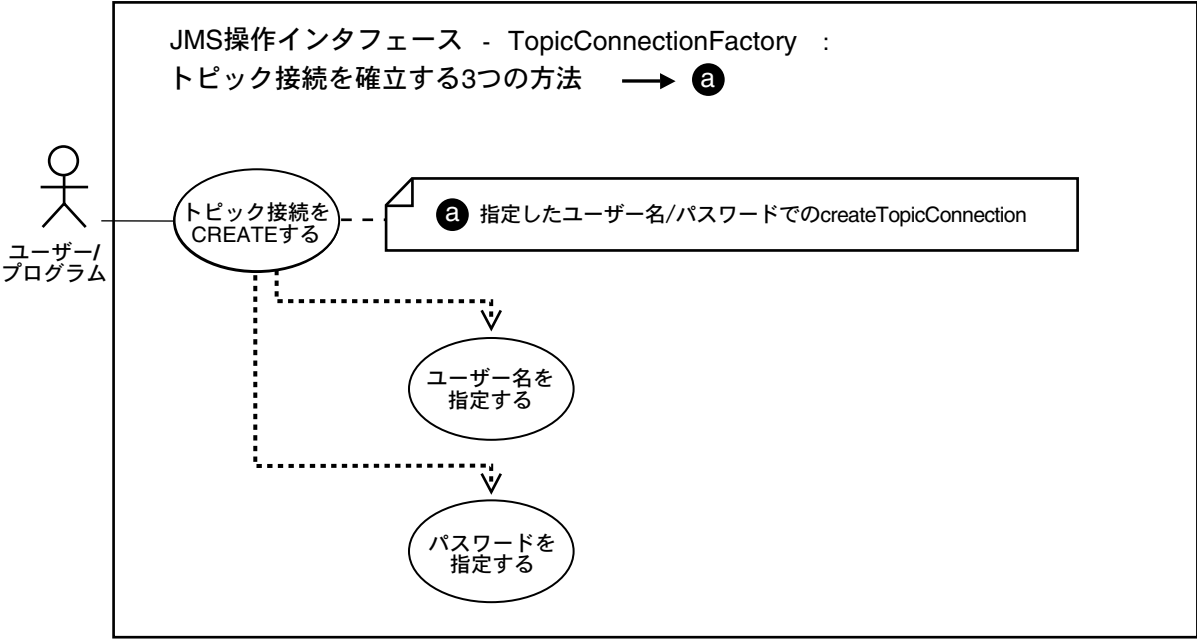 JMS操作インタフェース - TopicConnectionFactory :
トピック接続を確立する3つの方法 → a
トピック接続を
CREATEする
a 指定したユーザー名/パスワードでのcreateTopicConnection
ユーザー/
プログラム
ユーザー名を
指定する
パスワードを
指定する